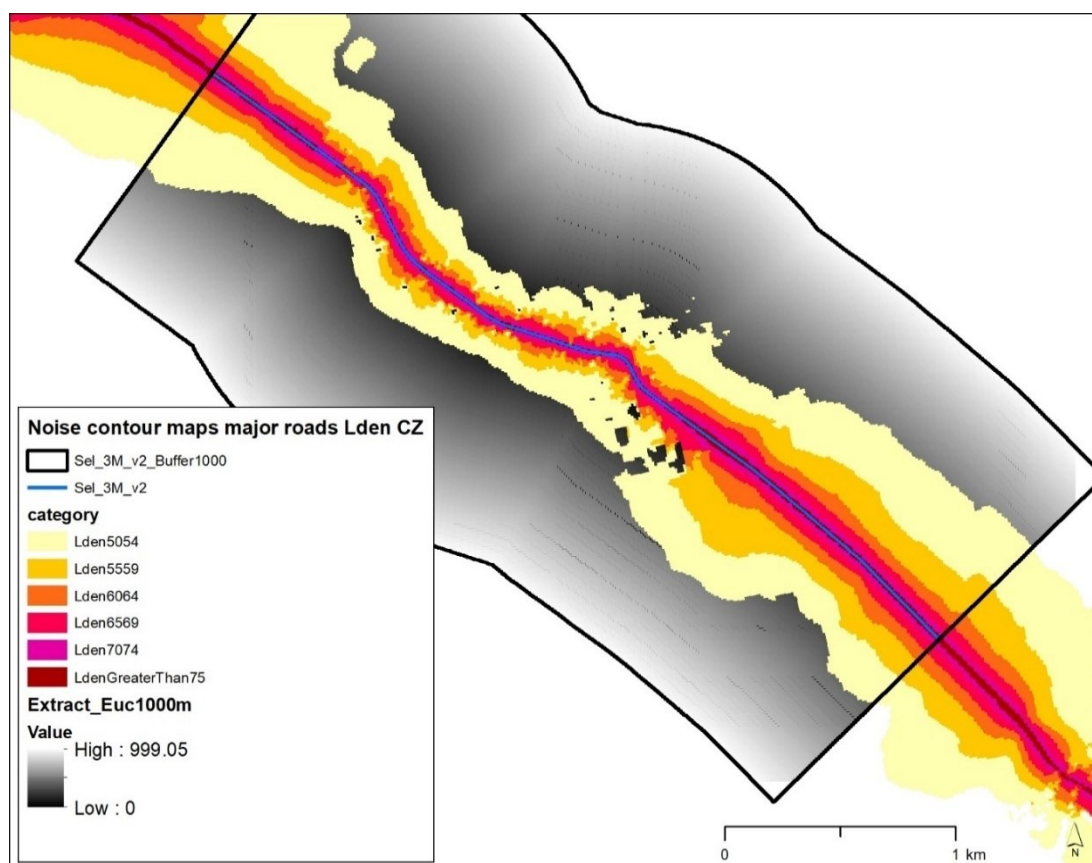 Noise contour maps major roads Lden CZ
Sel_3M_v2_Buffer1000
Sel_3M_v2
category
Lden5054
Lden5559
Lden6064
Lden6569
Lden7074
LdenGreaterThan75
Extract_Euc1000m
Value
High : 999.05
Low : 0
0 1 km
N